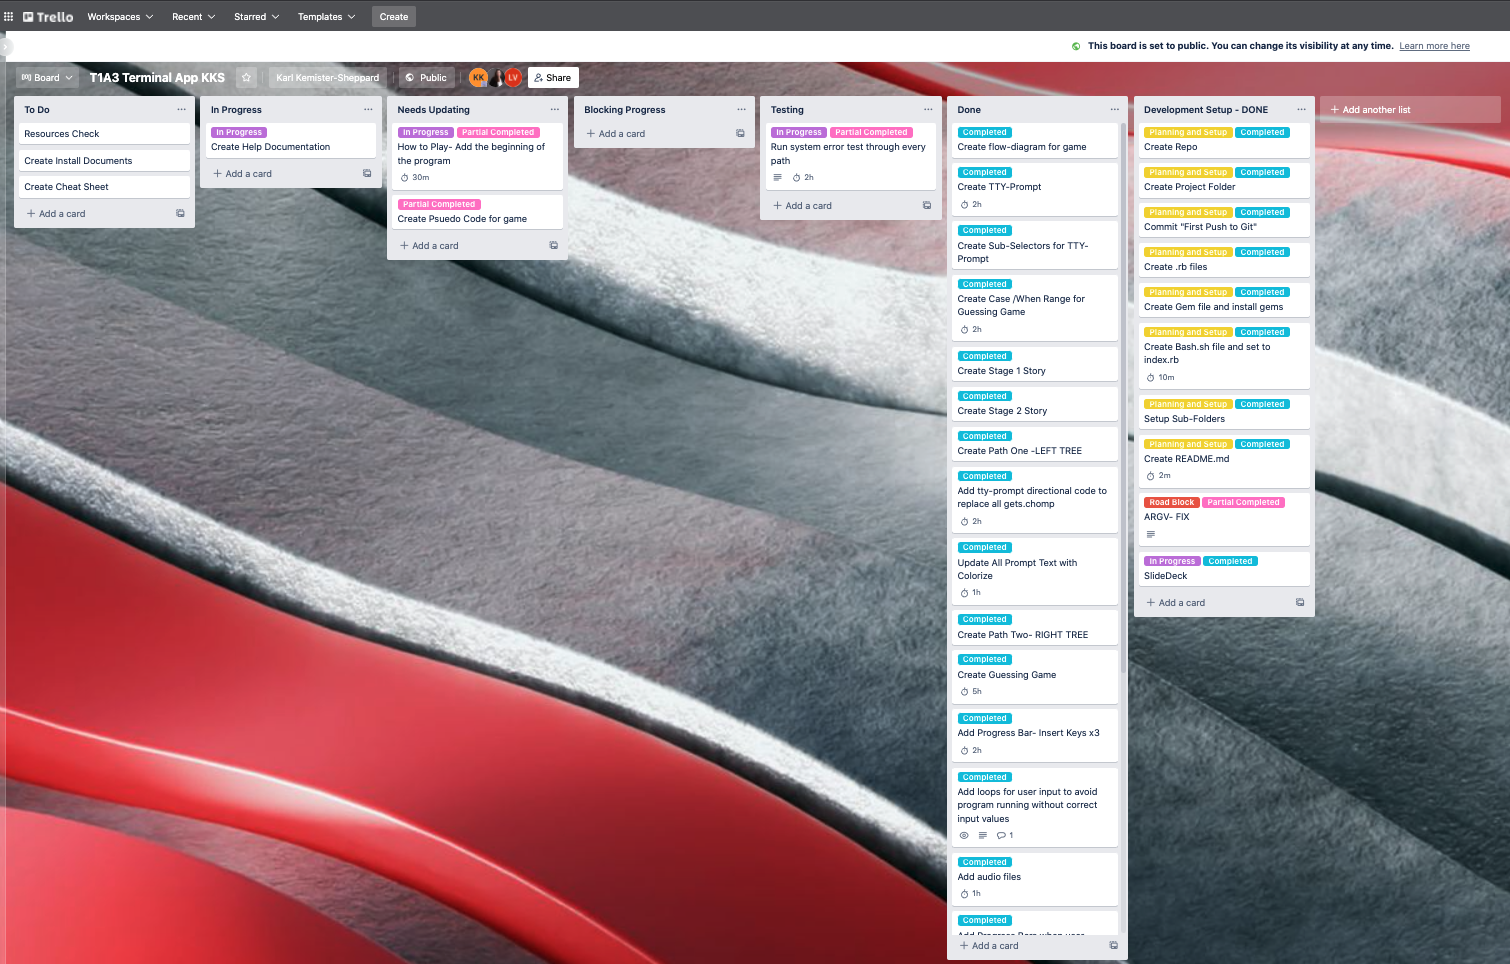 Trello
Workspaces
Recent
Starred
Templates
Create
This board is set to public. You can change its visibility at any time. Learn more here
Board
T1A3 Terminal App KKS
Karl Kemister-Sheppard
Public
KK
LV
Share
To Do
Resources Check
Create Install Documents
Create Cheat Sheet
+ Add a card
In Progress
In Progress
Create Help Documentation
+ Add a card
Needs Updating
In Progress Partial Completed
How to Play- Add the beginning of
the program
30m
Partial Completed
Create Psuedo Code for game
+ Add a card
Blocking Progress
+ Add a card
Testing
In Progress Partial Completed
Run system error test through every
path
2h
+ Add a card
Done
Completed
Create flow-diagram for game
Completed
Create TTY-Prompt
2h
Completed
Create Sub-Selectors for TTY-
Prompt
Completed
Create Case /When Range for
Guessing Game
2h
Completed
Create Stage 1 Story
Completed
Create Stage 2 Story
Completed
Create Path One -LEFT TREE
Completed
Add tty-prompt directional code to
replace all gets.chomp
2h
Completed
Update All Prompt Text with
Colorize
1h
Completed
Create Path Two- RIGHT TREE
Completed
Create Guessing Game
5h
Completed
Add Progress Bar- Insert Keys x3
2h
Completed
Add loops for user input to avoid
program running without correct
input values
1
Completed
Add audio files
1h
Completed
Add Progress Bars when user
+ Add a card
Development Setup - DONE
Planning and Setup Completed
Create Repo
Planning and Setup Completed
Create Project Folder
Planning and Setup Completed
Commit "First Push to Git"
Planning and Setup Completed
Create .rb files
Planning and Setup Completed
Create Gem file and install gems
Planning and Setup Completed
Create Bash.sh file and set to
index.rb
10m
Planning and Setup Completed
Setup Sub-Folders
Planning and Setup Completed
Create README.md
2m
Road Block Partial Completed
ARGV- FIX
In Progress Completed
SlideDeck
+ Add a card
+ Add another list